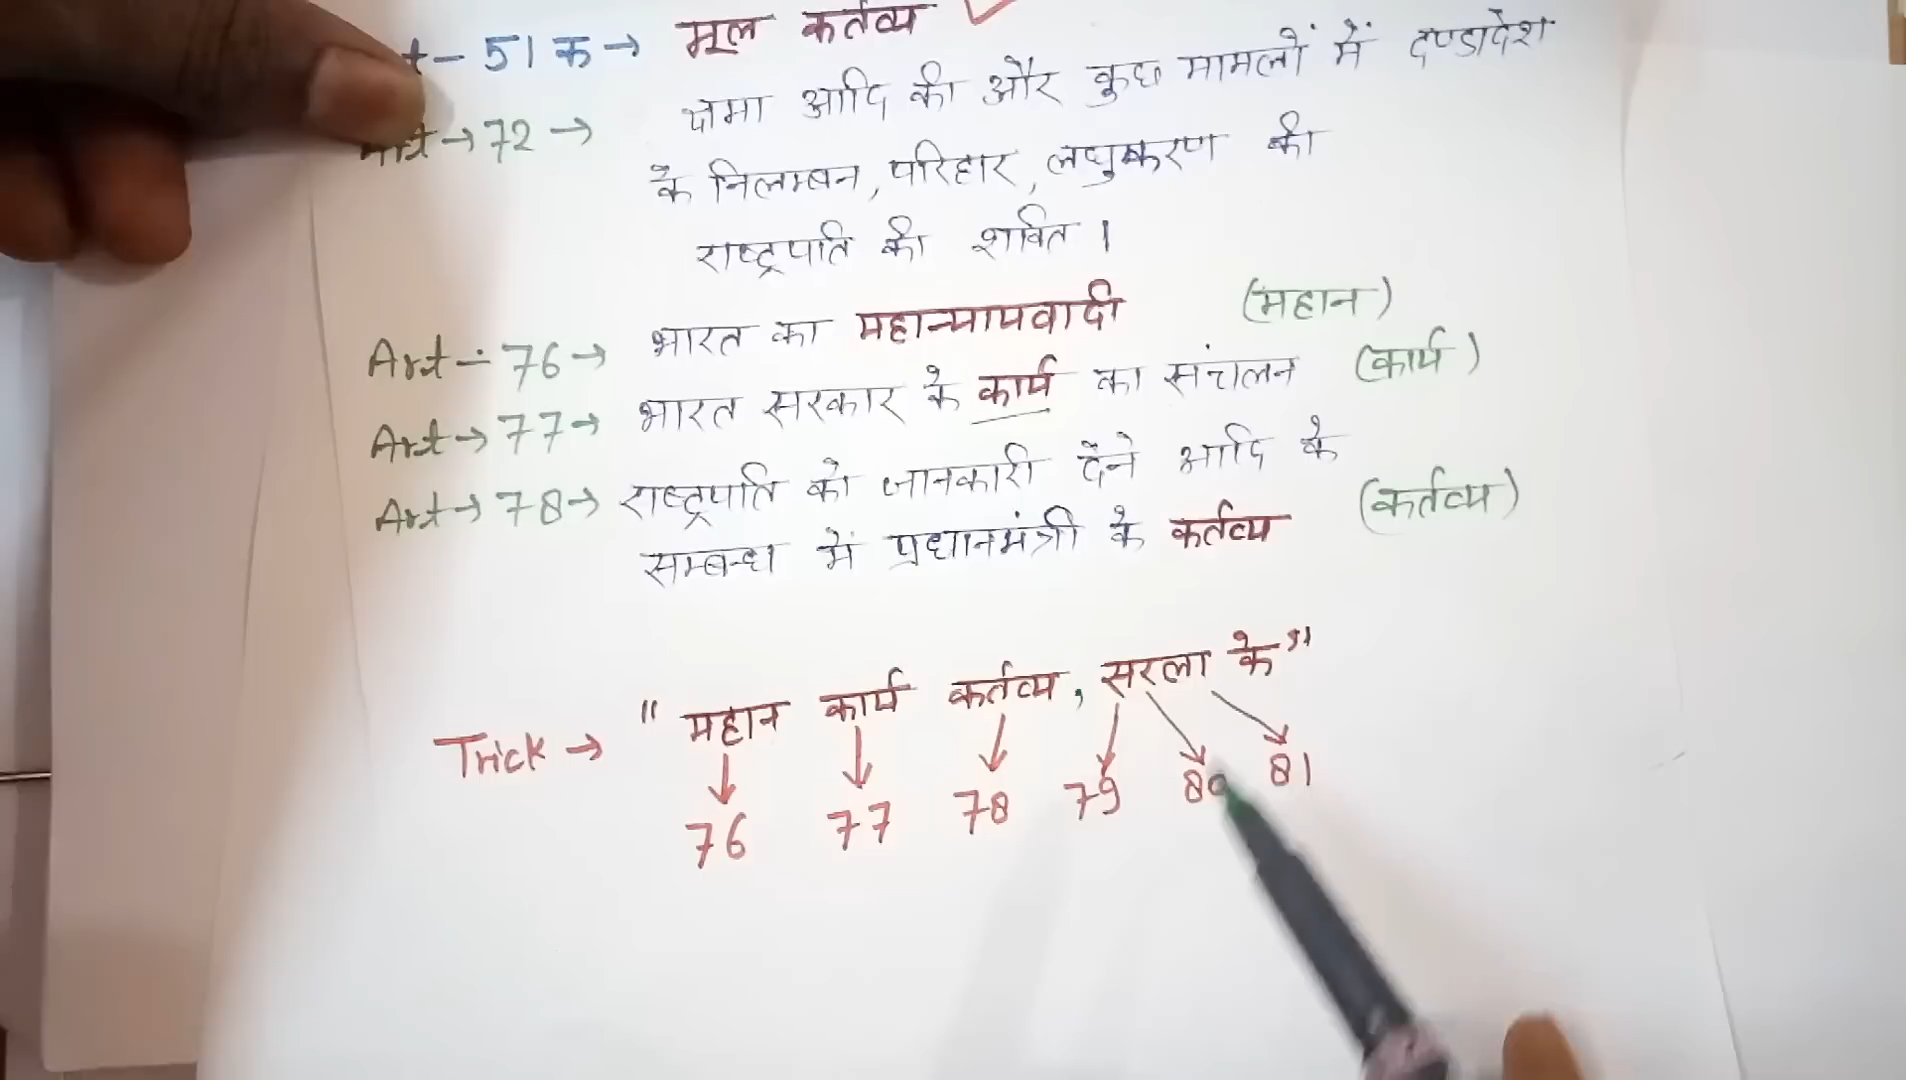 t - 51 क → मूल कर्तव्य
Art → 72 → क्षमा आदि की और कुछ मामलों में दण्डादेश
के निलम्बन, परिहार, लघुकरण की
राष्ट्रपति की शक्ति ।
Art - 76 → भारत का महान्यायवादी (महान)
Art → 77 → भारत सरकार के कार्य का संचालन (कार्य)
Art → 78 → राष्ट्रपति को जानकारी देने आदि के
सम्बन्ध में प्रधानमंत्री के कर्तव्य (कर्तव्य)
Trick → "महान कार्य कर्तव्य, सरला के"
76 77 78 79 80 81